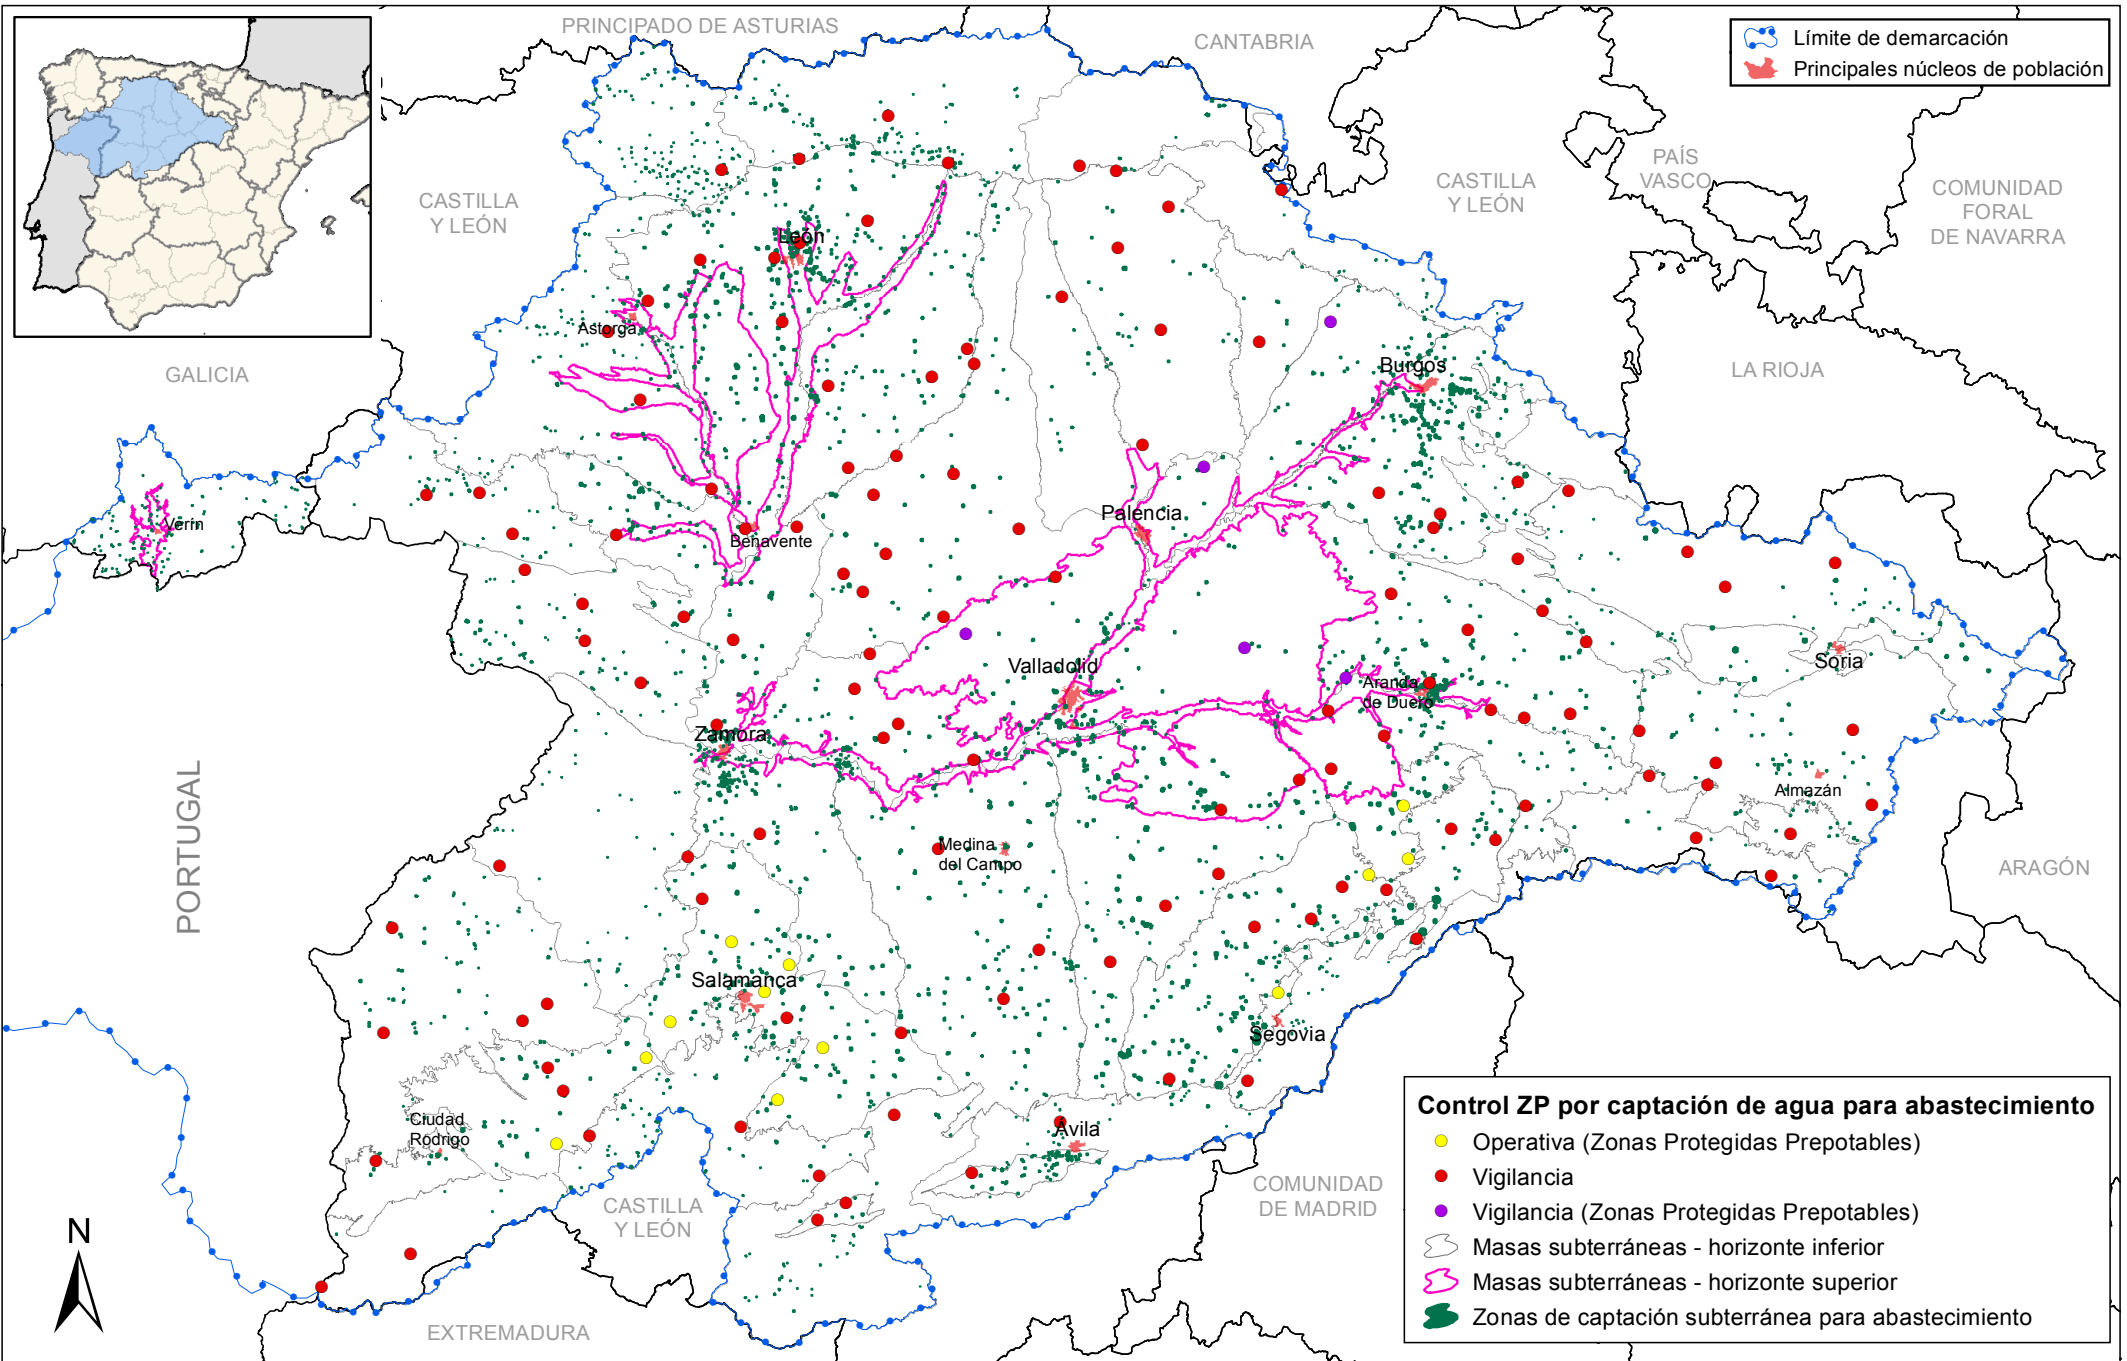 PRINCIPADO DE ASTURIAS
CANTABRIA
Límite de demarcación
Principales núcleos de población
CASTILLA
Y LEÓN
PAÍS
VASCO
CASTILLA
Y LEÓN
COMUNIDAD
FORAL
DE NAVARRA
León
Astorga
GALICIA
Burgos
LA RIOJA
Verín
Palencia
Benavente
Valladolid
Soria
Aranda
de Duero
Zamora
Almazán
PORTUGAL
Medina
del Campo
ARAGÓN
Salamanca
Segovia
Ciudad
Rodrigo
Ávila
CASTILLA
Y LEÓN
COMUNIDAD
DE MADRID
N
EXTREMADURA
Control ZP por captación de agua para abastecimiento
Operativa (Zonas Protegidas Prepotables)
Vigilancia
Vigilancia (Zonas Protegidas Prepotables)
Masas subterráneas - horizonte inferior
Masas subterráneas - horizonte superior
Zonas de captación subterránea para abastecimiento